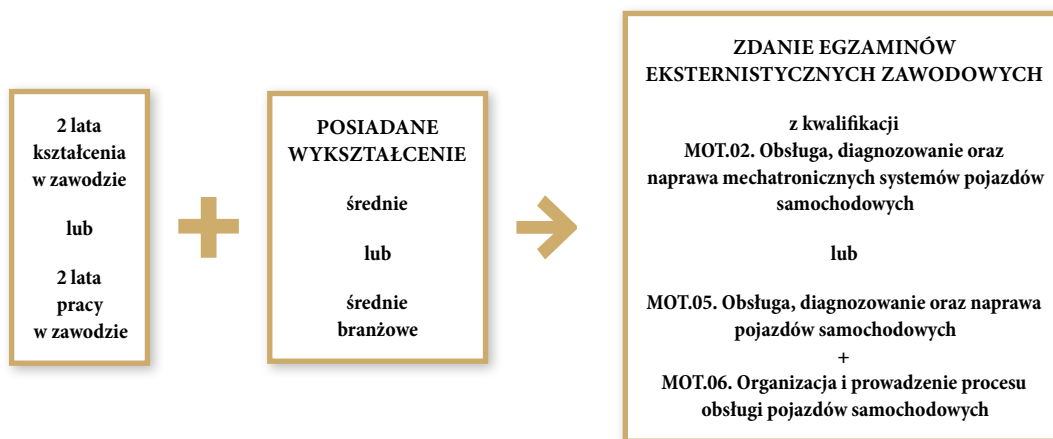 2 lata
kształcenia
w zawodzie
lub
2 lata
pracy
w zawodzie
POSIADANE
WYKSZTAŁCENIE
średnie
lub
średnie
branżowe
ZDANIE EGZAMINÓW
EKSTERNISTYCZNYCH ZAWODOWYCH
z kwalifikacji
MOT.02. Obsługa, diagnozowanie oraz
naprawa mechatronicznych systemów pojazdów
samochodowych
lub
MOT.05. Obsługa, diagnozowanie oraz naprawa
pojazdów samochodowych
+
MOT.06. Organizacja i prowadzenie procesu
obsługi pojazdów samochodowych